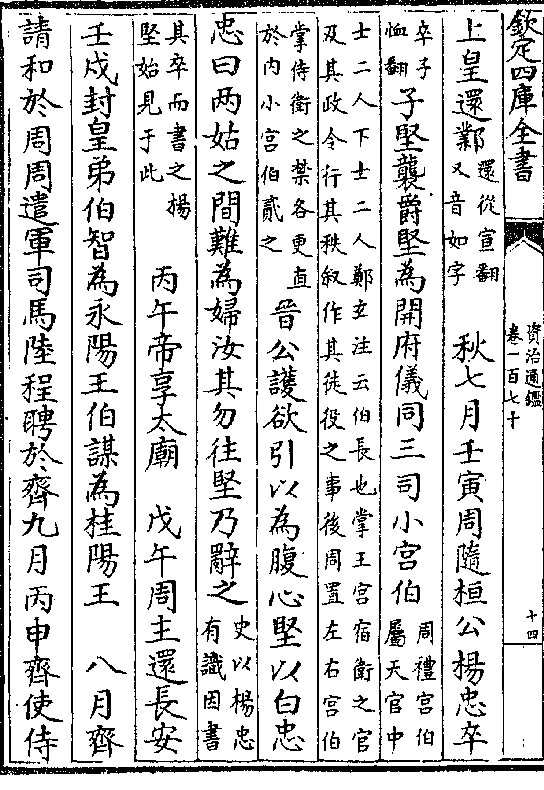 欽定四庫全書
資治通鑑
卷一百七十
十四
上皇還鄴
還從宣翻
又音如字
秋七月壬寅周隨桓公楊忠卒
卒子
恤翻
子堅襲爵堅為開府儀同三司小宫伯
周禮宫伯
屬天官中
士二人下士二人鄭玄注云伯長也掌王宫宿衛之官
及其政令行其秩叙作其徒役之事後周置左右宫伯
掌侍衛之禁各更直
於内小宫伯貳之
晋公護欲引以為腹心堅以白忠
忠曰两姑之間難為婦汝其勿往堅乃辭之
史以楊忠
有識因書
其卒而書之楊
堅始見于此
丙午帝享太廟 戊午周主還長安
壬戌封皇弟伯智為永陽王伯謀為桂陽王 八月齊
請和於周周遣軍司馬陸程聘於齊九月丙申齊使侍